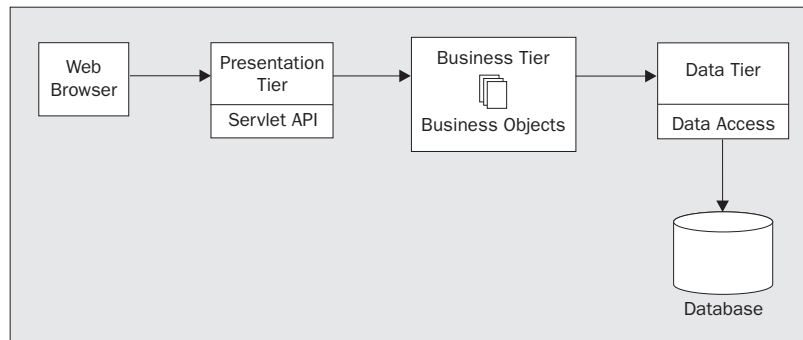 Web
Browser
Presentation
Tier
Servlet API
Business Tier
Business Objects
Data Tier
Data Access
Database